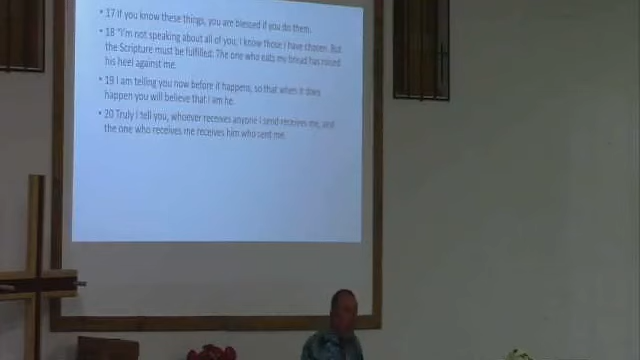 • 17 If you know these things, you are blessed if you do them.
• 18 "I'm not speaking about all of you; I know those I have chosen. But
the Scripture must be fulfilled: The one who eats my bread has raised
his heel against me.
• 19 I am telling you now before it happens, so that when it does
happen you will believe that I am he.
• 20 Truly I tell you, whoever receives anyone I send receives me, and
the one who receives me receives him who sent me.